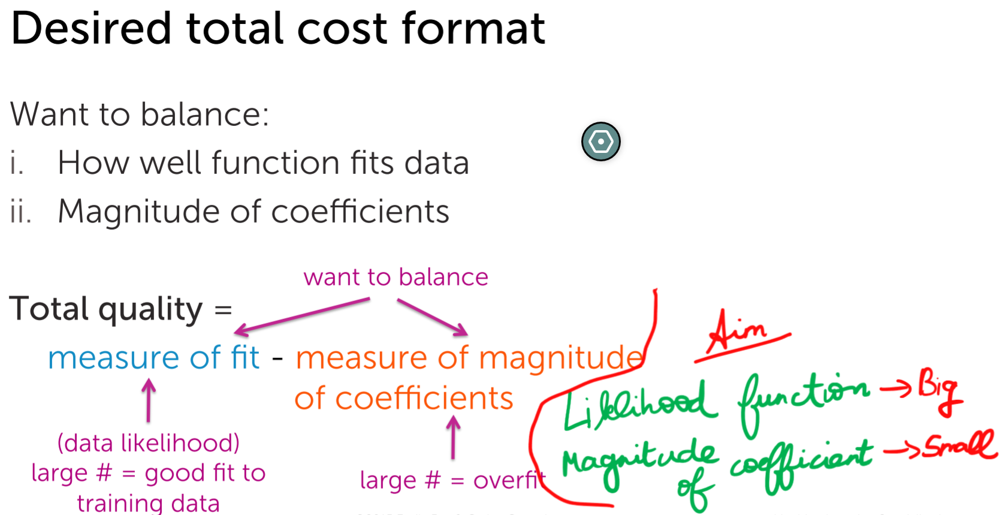 Desired total cost format
Want to balance:
i. How well function fits data
ii. Magnitude of coefficients
want to balance
Total quality =
measure of fit - measure of magnitude
of coefficients
(data likelihood)
large # = good fit to
training data
large # = overfit
Aim
Liklihood function → Big
Magnitude of coefficient → Small